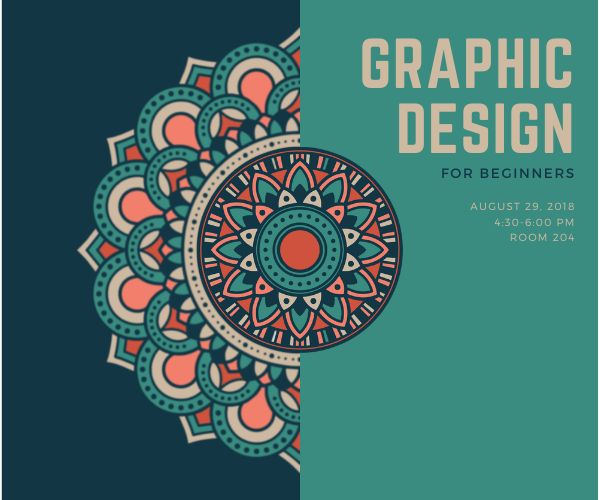 GRAPHIC
DESIGN
FOR BEGINNERS
AUGUST 29, 2018
4:30-6:00 PM
ROOM 204